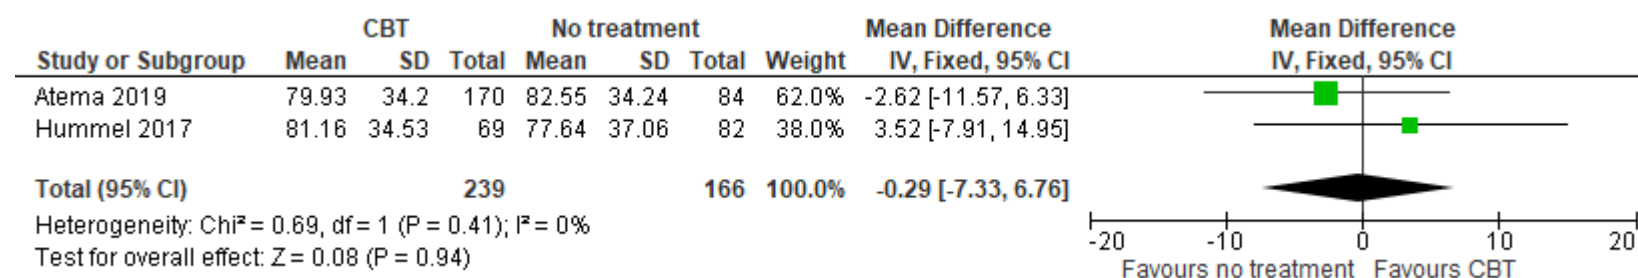 CBT No treatment Mean Difference Mean Difference
Study or Subgroup Mean SD Total Mean SD Total Weight IV, Fixed, 95% CI IV, Fixed, 95% CI
Atema 2019 79.93 34.2 170 82.55 34.24 84 62.0% -2.62 [-11.57, 6.33]
Hummel 2017 81.16 34.53 69 77.64 37.06 82 38.0% 3.52 [-7.91, 14.95]
Total (95% CI) 239 166 100.0% -0.29 [-7.33, 6.76]
Heterogeneity: Chi² = 0.69, df = 1 (P = 0.41); I² = 0%
Test for overall effect: Z = 0.08 (P = 0.94)
-20 -10 0 10 20
Favours no treatment Favours CBT